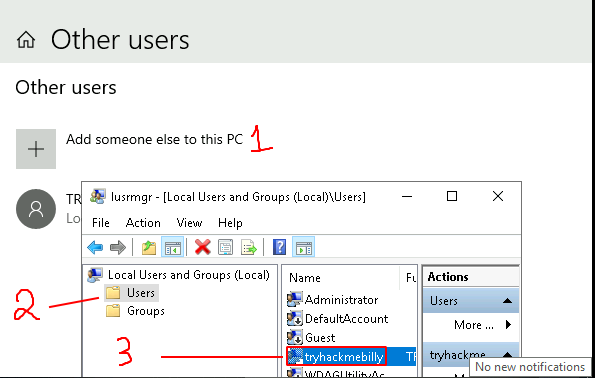 Other users
Other users
Add someone else to this PC 1
TR
Lo
lusrmgr - [Local Users and Groups (Local)\Users]
File Action View Help
Local Users and Groups (Local)
Users
Groups
2
3
Name Fu
Administrator
DefaultAccount
Guest
tryhackmebilly TF
WDAGUtilityAc
Actions
Users
More ...
tryhackme...
No new notifications